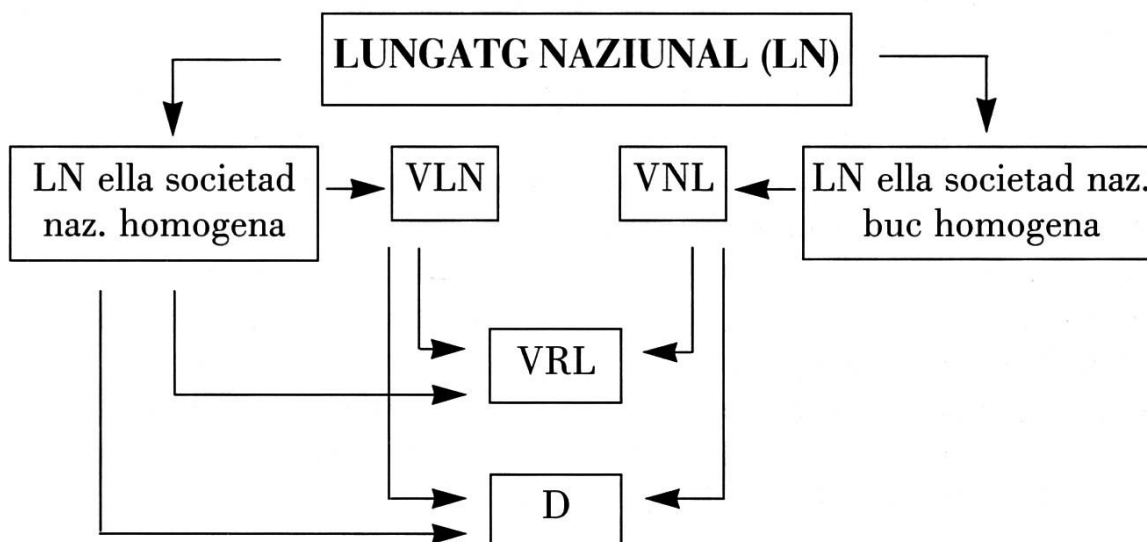 LUNGATG NAZIUNAL (LN)
LN ella societad
naz. homogena
VLN
VNL
LN ella societad naz.
buc homogena
VRL
D